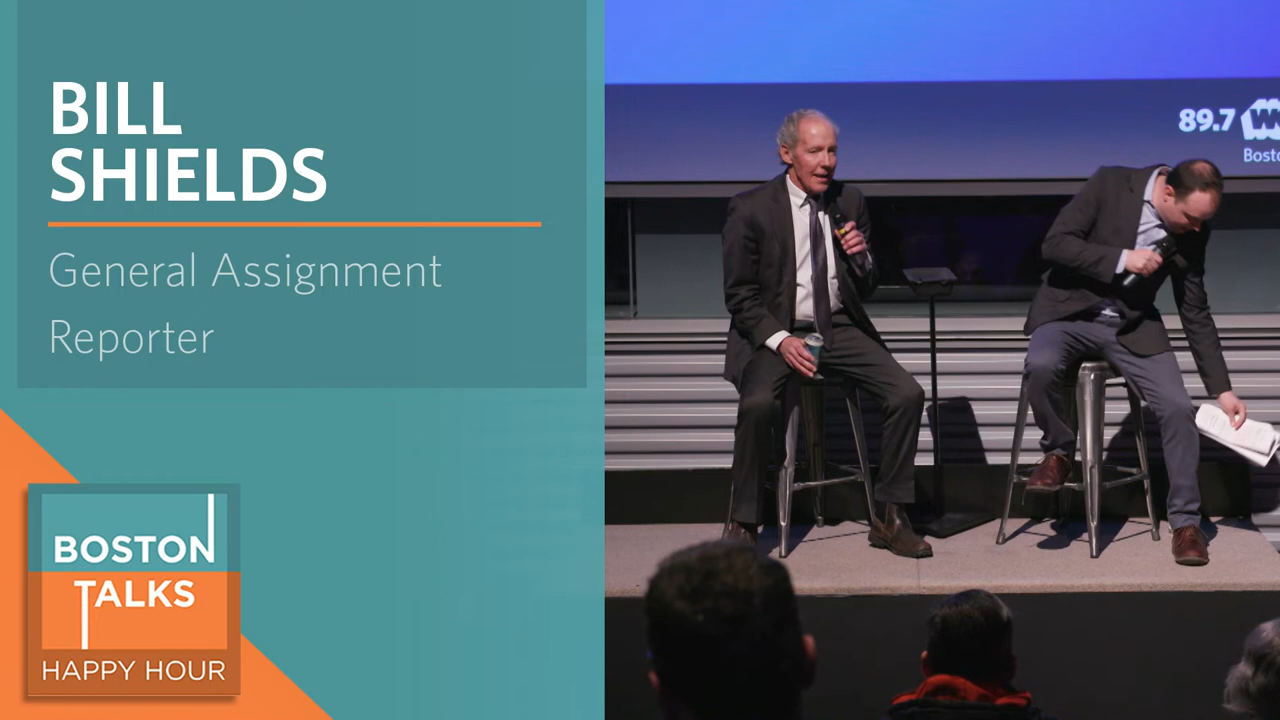 BILL
SHIELDS
General Assignment
Reporter
BOSTON
TALKS
HAPPY HOUR
89.7